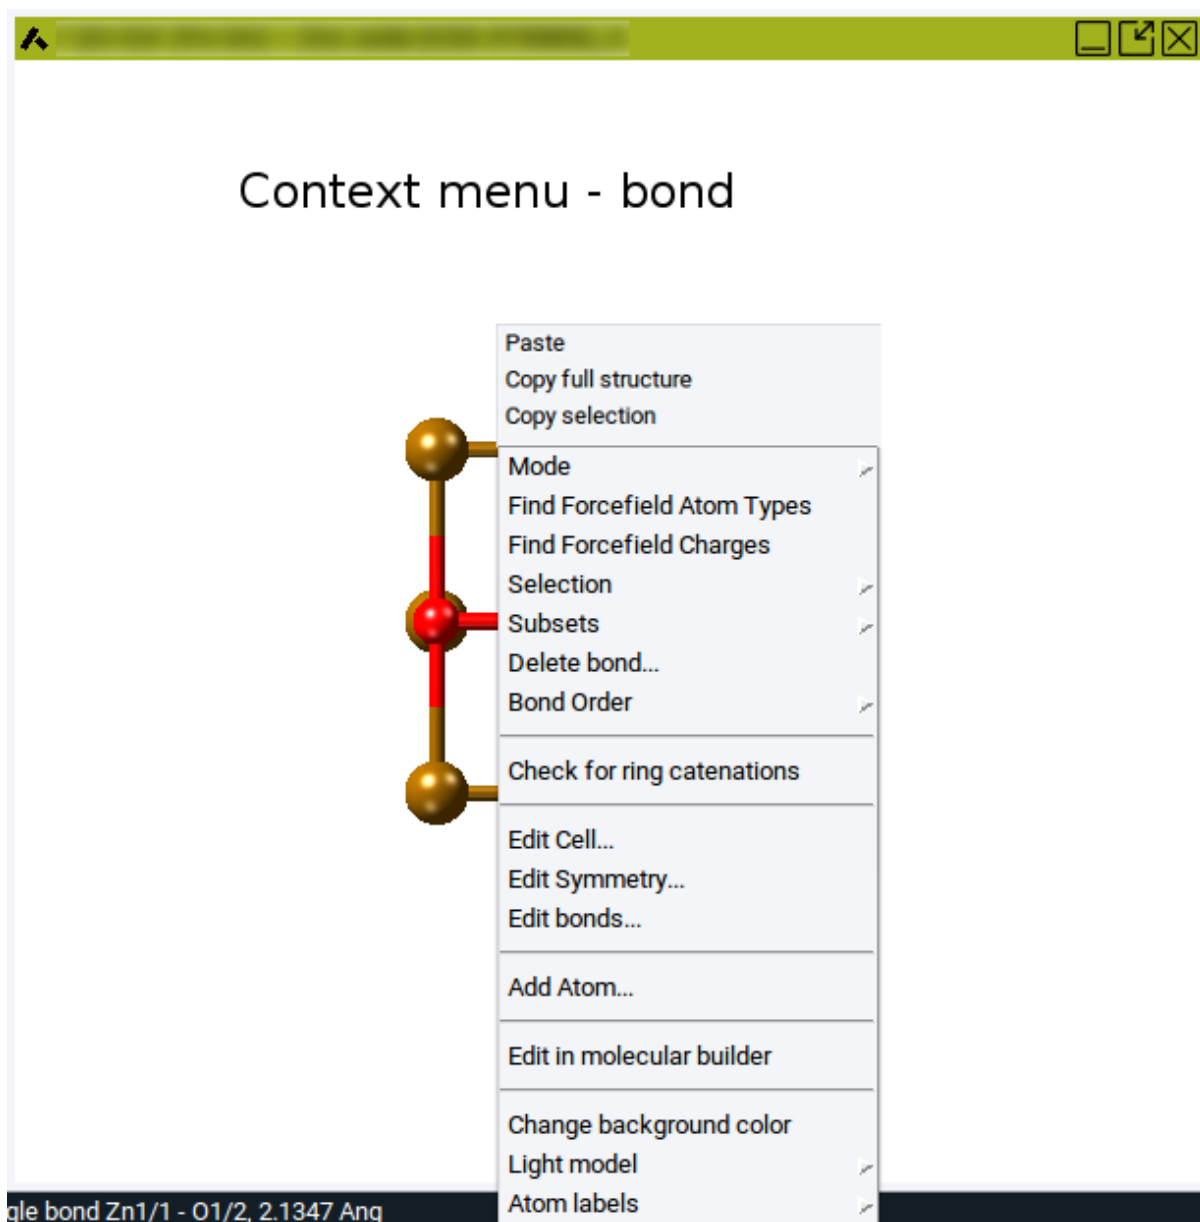 Context menu - bond
Paste
Copy full structure
Copy selection
Mode
Find Forcefield Atom Types
Find Forcefield Charges
Selection
Subsets
Delete bond...
Bond Order
Check for ring catenations
Edit Cell...
Edit Symmetry...
Edit bonds...
Add Atom...
Edit in molecular builder
Change background color
Light model
Atom labels
gle bond Zn1/1 - O1/2, 2.1347 Ang